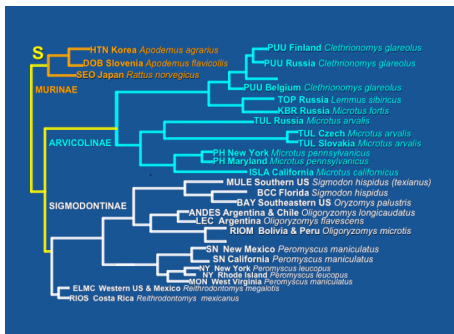 S
HTN Korea Apodemus agrarius
DOB Slovenia Apodemus flavicollis
SEO Japan Rattus norvegicus
MURINAE
PUU Finland Clethrionomys glareolus
PUU Russia Clethrionomys glareolus
PUU Belgium Clethrionomys glareolus
TOP Russia Lemmus sibiricus
KBR Russia Microtus fortis
TUL Russia Microtus arvalis
TUL Czech Microtus arvalis
TUL Slovakia Microtus arvalis
ARVICOLINAE
PH New York Microtus pennsylvanicus
PH Maryland Microtus pennsylvanicus
ISLA California Microtus californicus
MULE Southern US Sigmodon hispidus (texianus)
BCC Florida Sigmodon hispidus
BAY Southeastern US Oryzomys palustris
SIGMODONTINAE
ANDES Argentina & Chile Oligoryzomys longicaudatus
LEC Argentina Oligoryzomys flavescens
RIOM Bolivia & Peru Oligoryzomys microtis
SN New Mexico Peromyscus maniculatus
SN California Peromyscus maniculatus
NY New York Peromyscus leucopus
NY Rhode Island Peromyscus leucopus
MON West Virginia Peromyscus maniculatus
ELMC Western US & Mexico Reithrodontomys megalotis
RIOS Costa Rica Reithrodontomys mexicanus